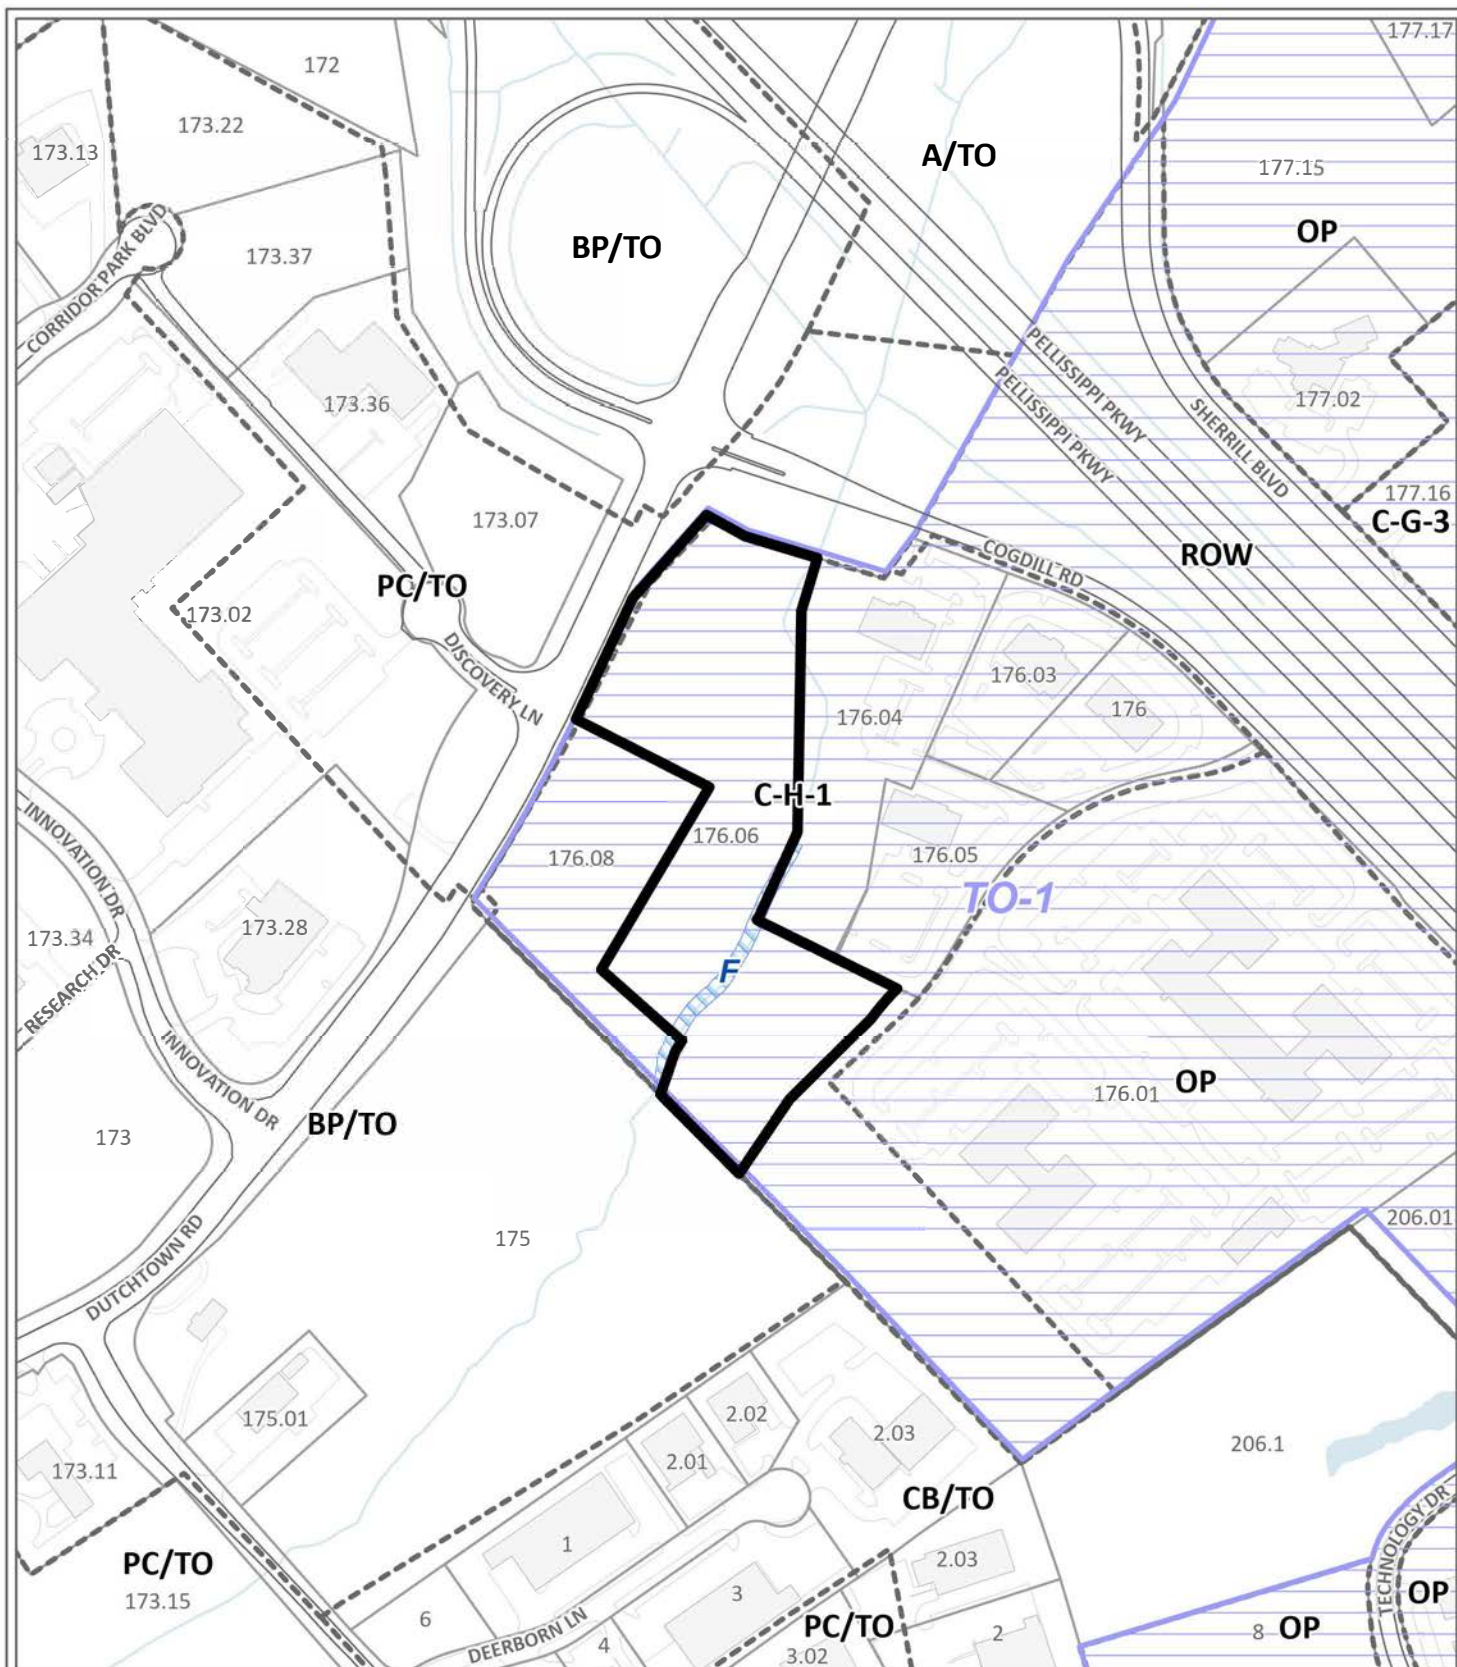 177.17
172
173.22
173.13
A/TO
177.15
OP
CORRIDOR PARK BLVD
173.37
BP/TO
PELLISSIPPI PKWY
PELLISSIPPI PKWY
SHERRILL BLVD
177.02
173.36
177.16
C-G-3
173.07
ROW
COGDILL RD
PC/TO
173.02
DISCOVERY LN
176.03
176.04
176
C-H-1
176.06
176.08
176.05
TO-1
INNOVATION DR
173.34
173.28
RESEARCH DR
F
INNOVATION DR
OP
176.01
BP/TO
173
175
206.01
DUTCHTOWN RD
175.01
2.02
2.03
2.01
206.1
173.11
CB/TO
TECHNOLOGY DR
1
2.03
PC/TO
173.15
3
OP
6
DEERBORN LN
PC/TO
8
OP
4
3.02
2